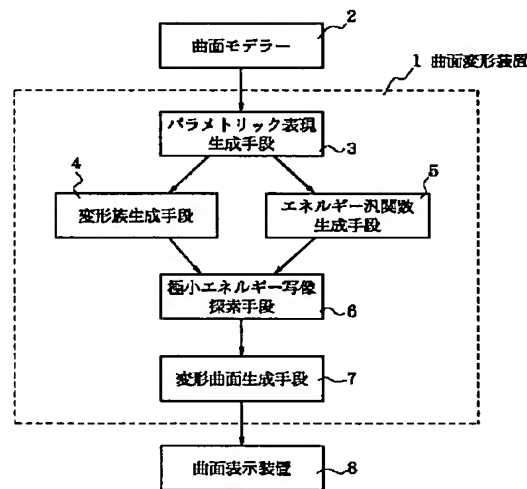 2
曲面モデラー
1 曲面変形装置
パラメトリック表現
生成手段
3
4
変形族生成手段
5
エネルギー汎関数
生成手段
極小エネルギー写像
探索手段
6
変形曲面生成手段
7
曲面表示装置
8